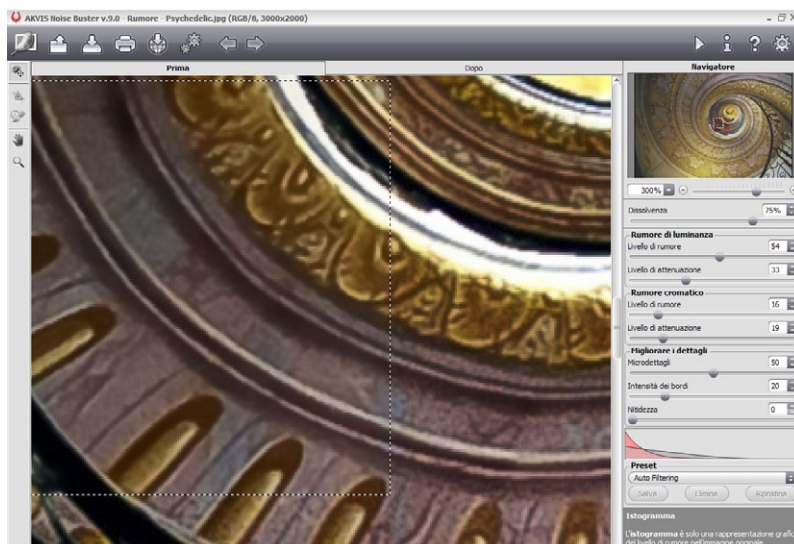 AKVIS Noise Buster v.9.0 - Rumore - Psychedelic.jpg (RGB/8, 3000x2000)
Prima
Dopo
Navigatore
300%
Dissolvenza 75%
Rumore di luminanza
Livello di rumore 54
Livello di attenuazione 33
Rumore cromatico
Livello di rumore 16
Livello di attenuazione 19
Migliorare i dettagli
Microdettagli 50
Intensità dei bordi 20
Nitidezza 0
Preset
Auto Filtering
Salva Elimina Ripristina
Istogramma
L'istogramma è solo una rappresentazione grafic
del livello di rumore nell'immagine originale